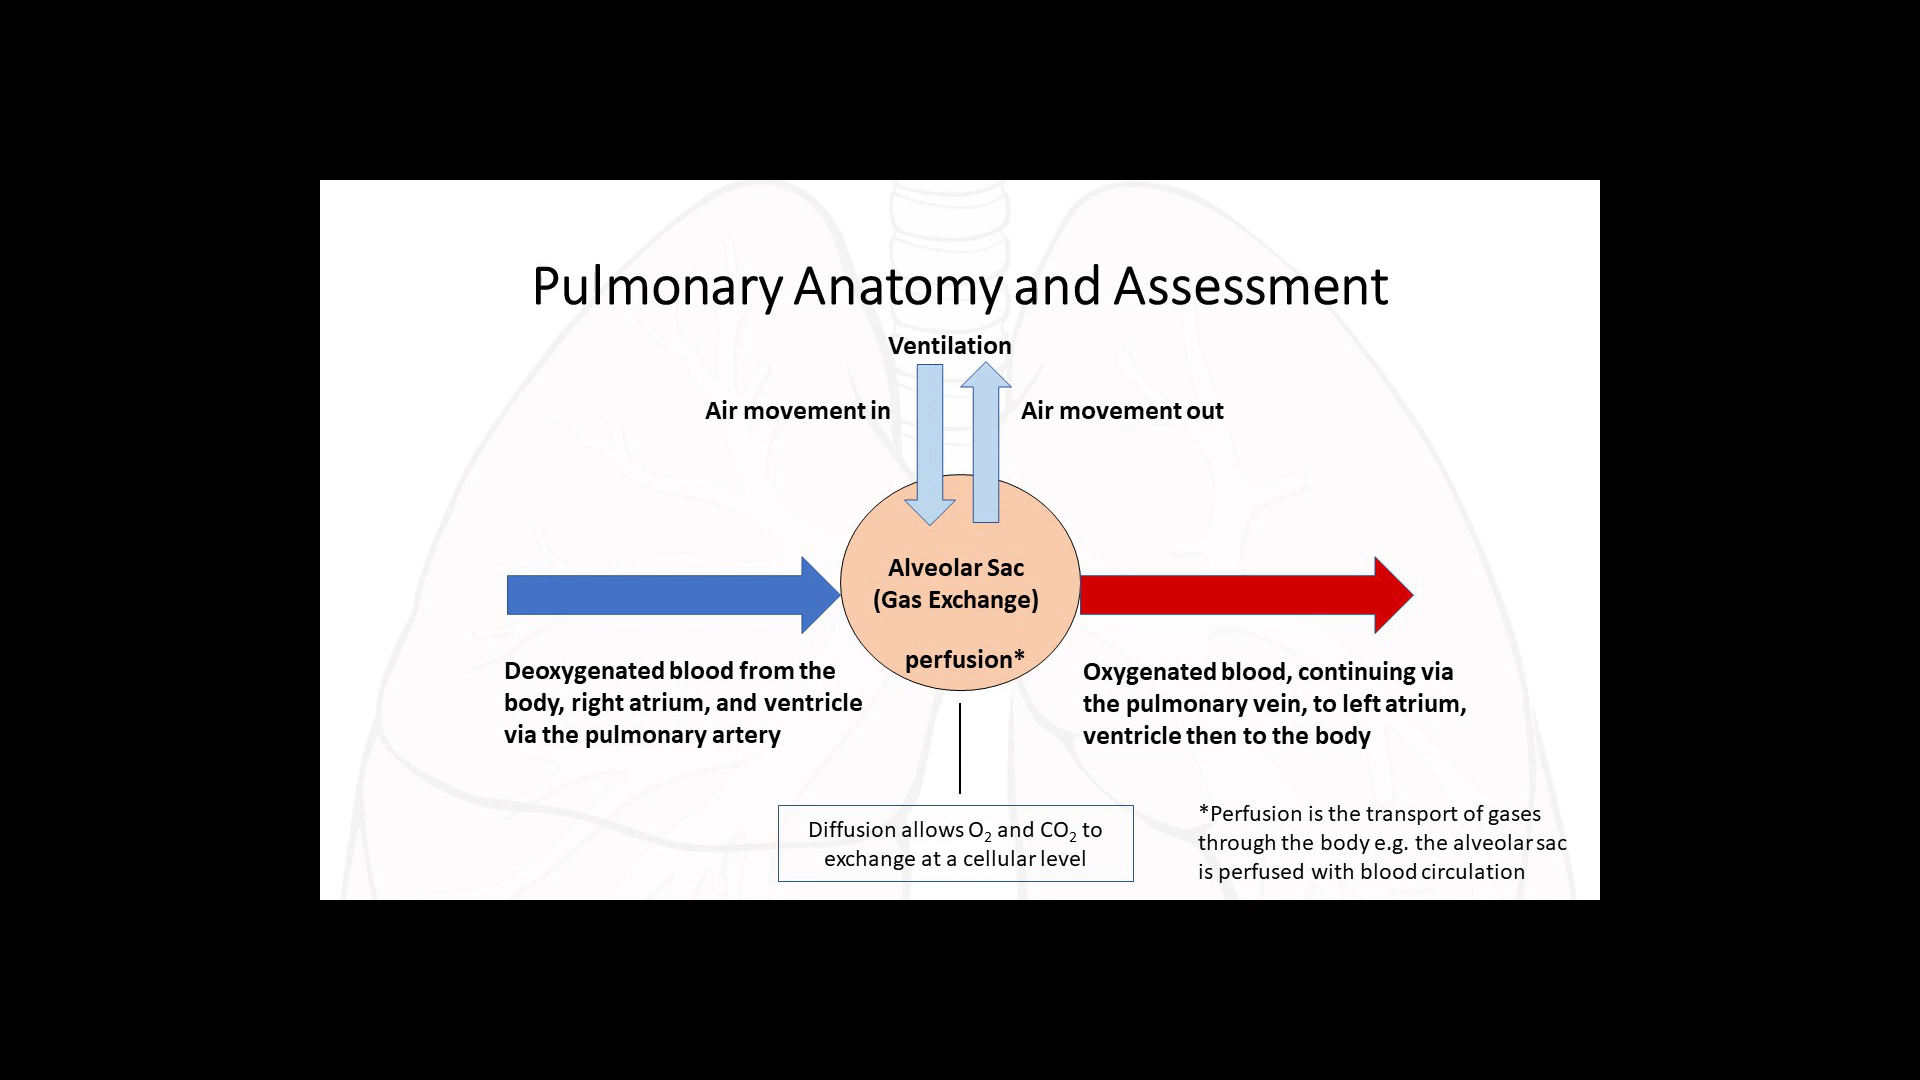 Pulmonary Anatomy and Assessment
Ventilation
Air movement in
Air movement out
Alveolar Sac
(Gas Exchange)
perfusion*
Deoxygenated blood from the
body, right atrium, and ventricle
via the pulmonary artery
Oxygenated blood, continuing via
the pulmonary vein, to left atrium,
ventricle then to the body
Diffusion allows O₂ and CO₂ to
exchange at a cellular level
*Perfusion is the transport of gases
through the body e.g. the alveolar sac
is perfused with blood circulation